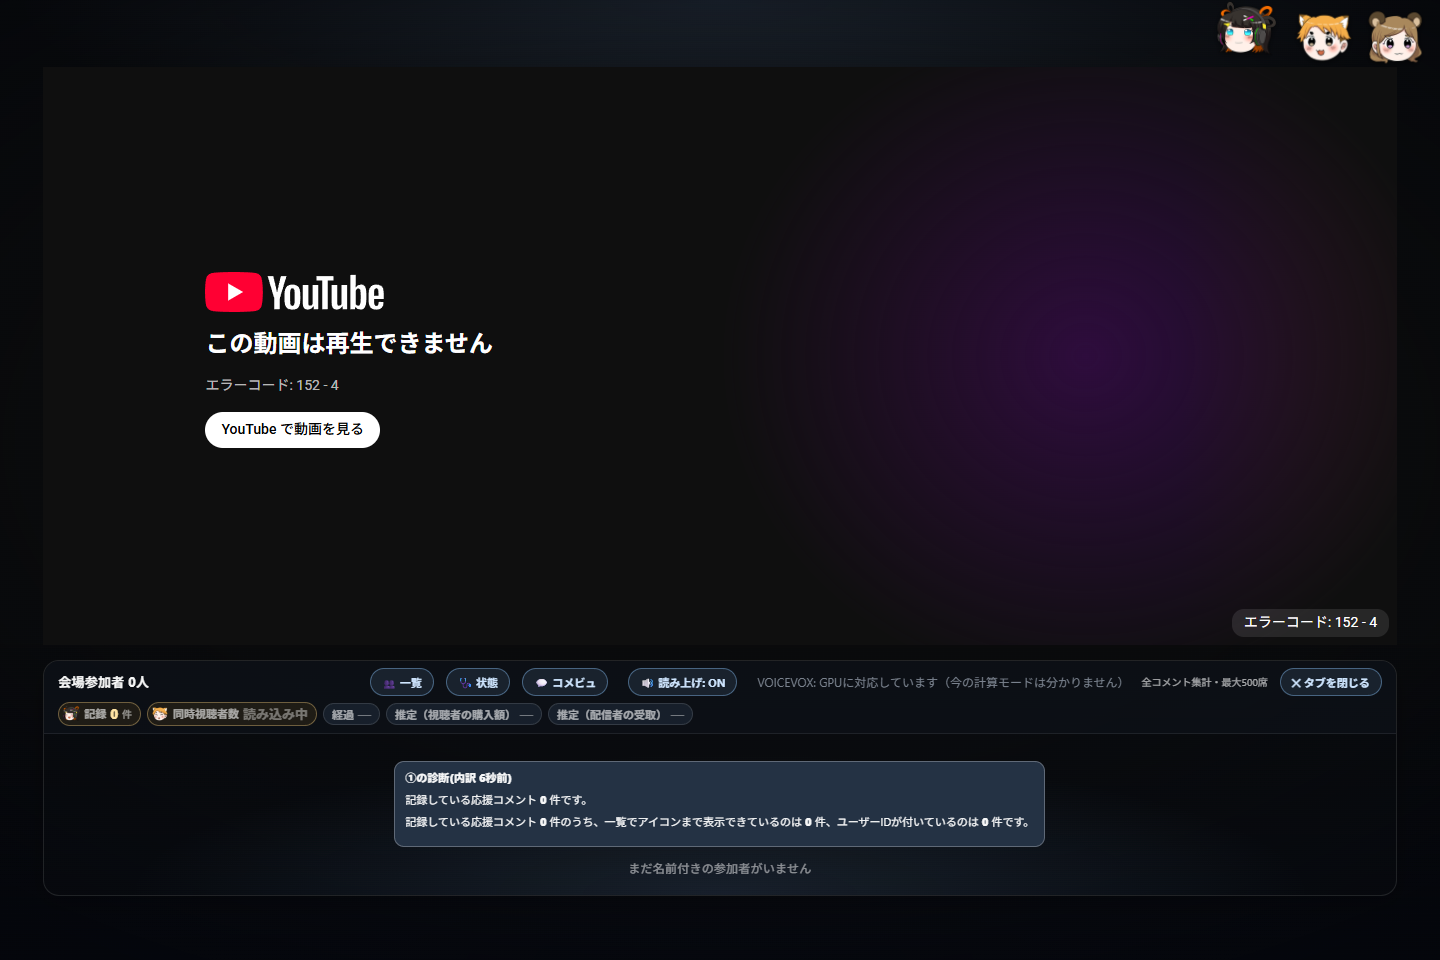 YouTube
この動画は再生できません
エラーコード: 152 - 4
YouTube で動画を見る
エラーコード: 152 - 4
会場参加者 0人
一覧
状態
コメビュ
読み上げ: ON
VOICEVOX: GPUに対応しています（今の計算モードは分かりません）
全コメント集計・最大500席
✕ タブを閉じる
記録 0 件
同時視聴者数 読み込み中
経過 —
推定（視聴者の購入額） —
推定（配信者の受取） —
①の診断(内訳 6秒前)
記録している応援コメント 0 件です。
記録している応援コメント 0 件のうち、一覧でアイコンまで表示できているのは 0 件、ユーザーIDが付いているのは 0 件です。
まだ名前付きの参加者がいません